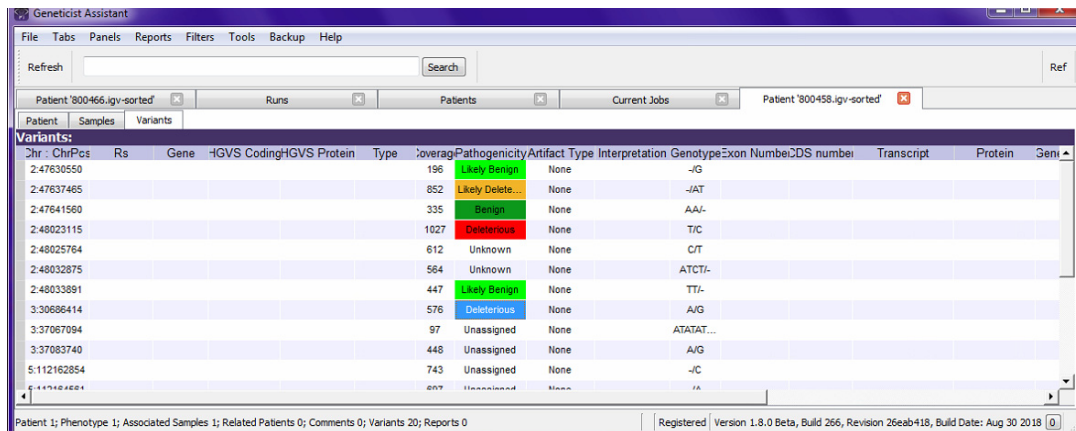 Geneticist Assistant
File Tabs Panels Reports Filters Tools Backup Help
Refresh Search Ref
Patient '800466.igv-sorted' Runs Patients Current Jobs Patient '800458.igv-sorted'
Patient Samples Variants
Variants:
Chr : ChrPos Rs Gene HGVS Coding HGVS Protein Type Coverag Pathogenicity Artifact Type Interpretation Genotype Exon Number CDS number Transcript Protein Gen
2:47630550 196 Likely Benign None -/G
2:47637465 852 Likely Delete... None -/AT
2:47641560 335 Benign None AA/-
2:48023115 1027 Deleterious None T/C
2:48025764 612 Unknown None C/T
2:48032875 564 Unknown None ATCT/-
2:48033891 447 Likely Benign None TT/-
3:30686414 576 Deleterious None A/G
3:37067094 97 Unassigned None ATATAT...
3:37083740 448 Unassigned None A/G
5:112162854 743 Unassigned None -/C
Patient 1; Phenotype 1; Associated Samples 1; Related Patients 0; Comments 0; Variants 20; Reports 0 Registered Version 1.8.0 Beta, Build 266, Revision 26eab418, Build Date: Aug 30 2018 0